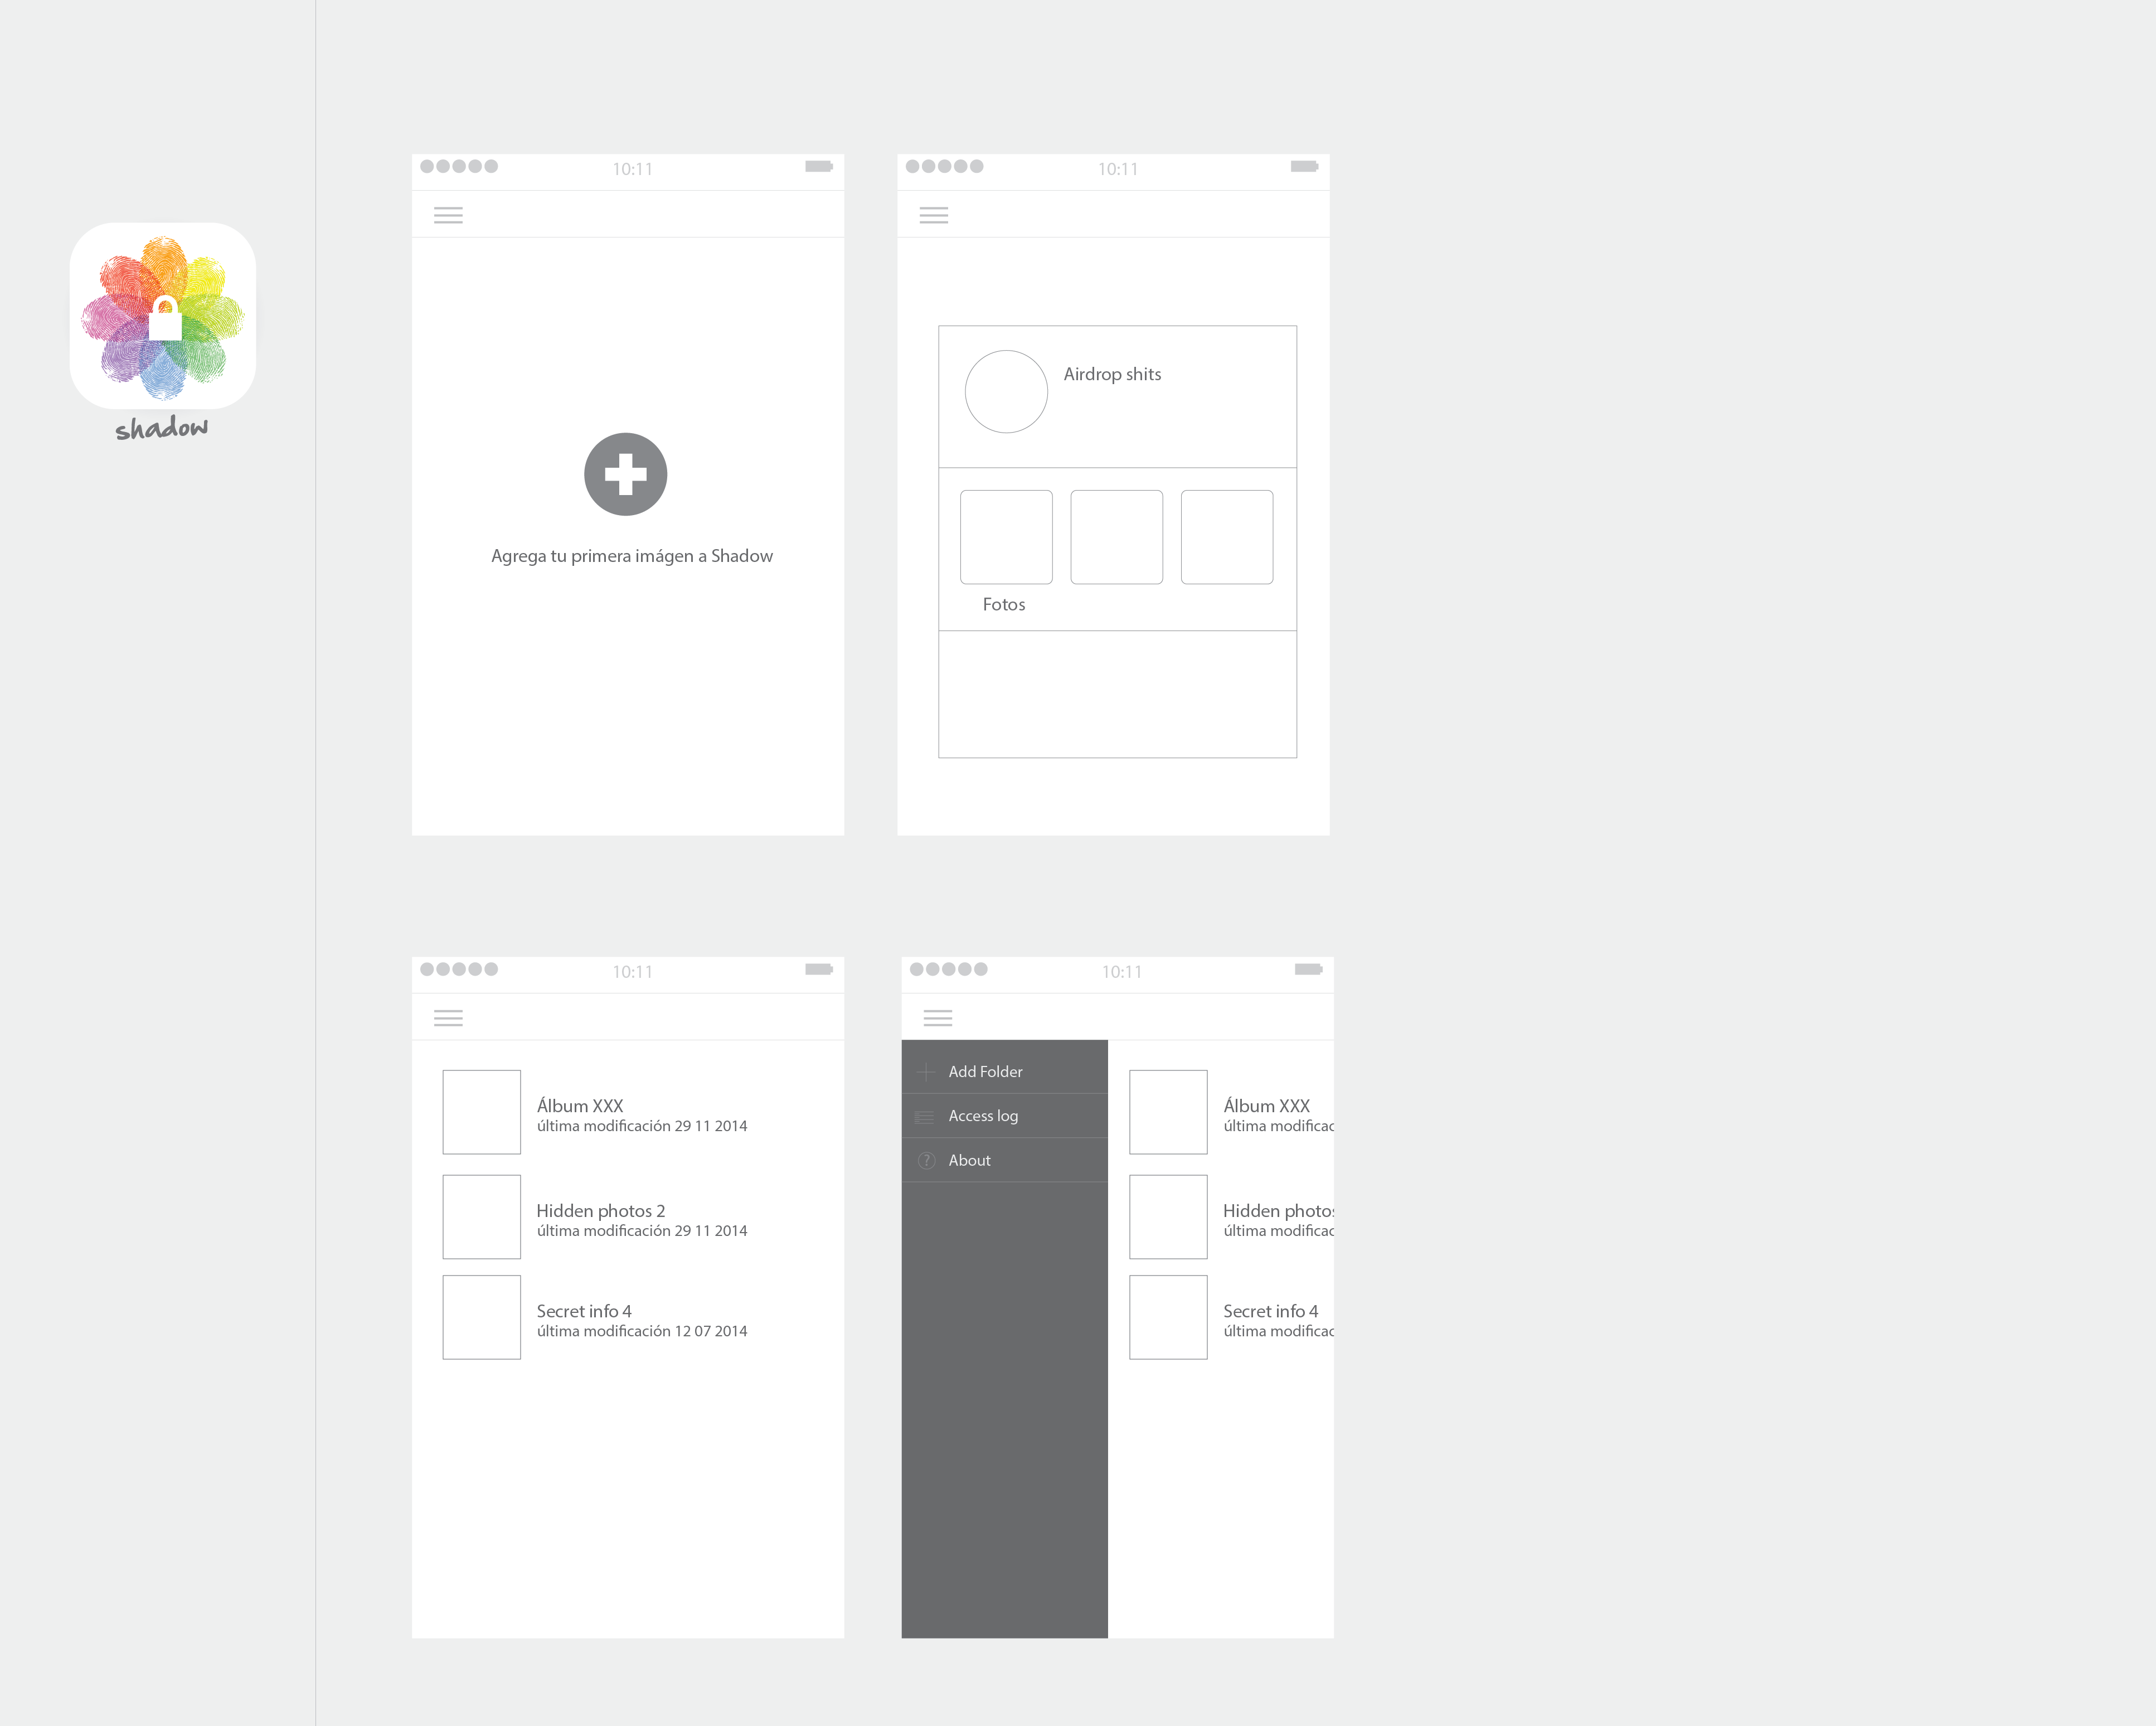 shadow
10:11
Agrega tu primera imágen a Shadow
10:11
Airdrop shits
Fotos
10:11
Álbum XXX
última modificación 29 11 2014
Hidden photos 2
última modificación 29 11 2014
Secret info 4
última modificación 12 07 2014
10:11
Add Folder
Access log
? About
Álbum XXX
última modificac
Hidden photos
última modificac
Secret info 4
última modificac